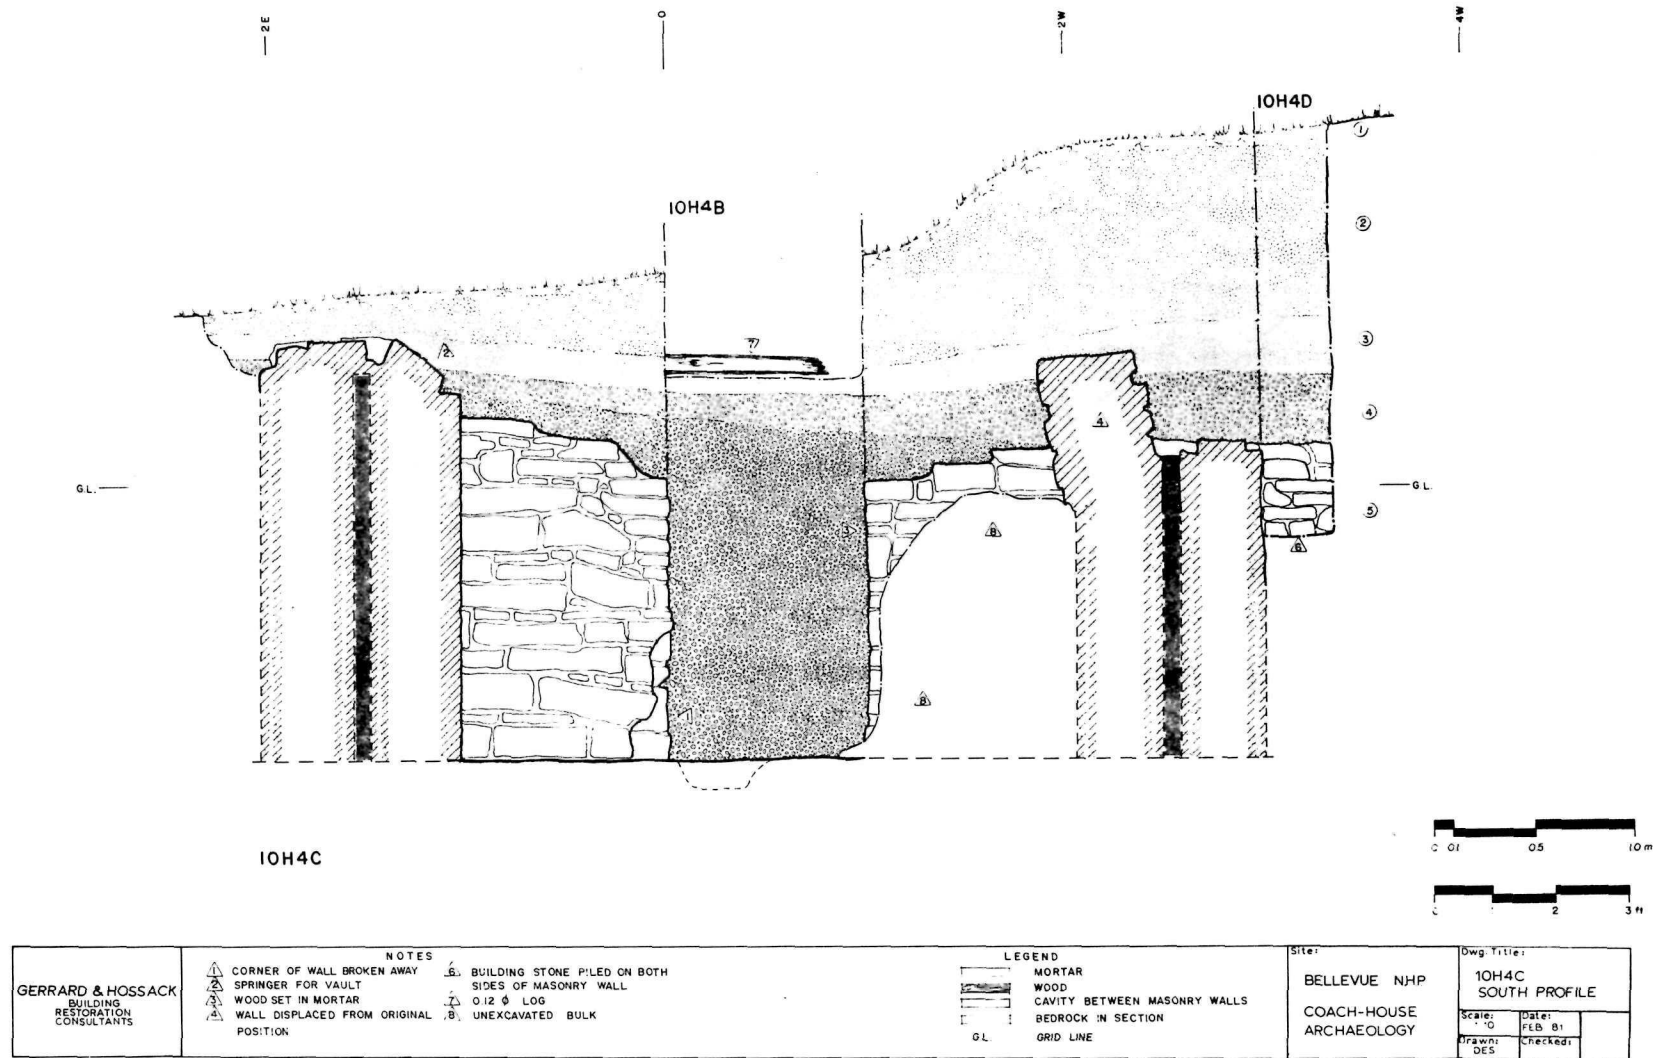 2E
0
2W
4W
10H4D
1
10H4B
2
2
7
3
4
4
G.L.
G.L.
3
8
5
6
8
1
10H4C
0 0.1 0.5 1.0 m
0 1 2 3 ft
GERRARD & HOSSACK
BUILDING
RESTORATION
CONSULTANTS
NOTES
1 CORNER OF WALL BROKEN AWAY
2 SPRINGER FOR VAULT
3 WOOD SET IN MORTAR
4 WALL DISPLACED FROM ORIGINAL
POSITION
6 BUILDING STONE PILED ON BOTH
SIDES OF MASONRY WALL
7 0.12 Φ LOG
8 UNEXCAVATED BULK
LEGEND
MORTAR
WOOD
CAVITY BETWEEN MASONRY WALLS
BEDROCK IN SECTION
G.L. GRID LINE
Site:
BELLEVUE NHP
COACH-HOUSE
ARCHAEOLOGY
Dwg. Title:
10H4C
SOUTH PROFILE
Scale:
Date:
FEB 81
Drawn:
DES
Checked: